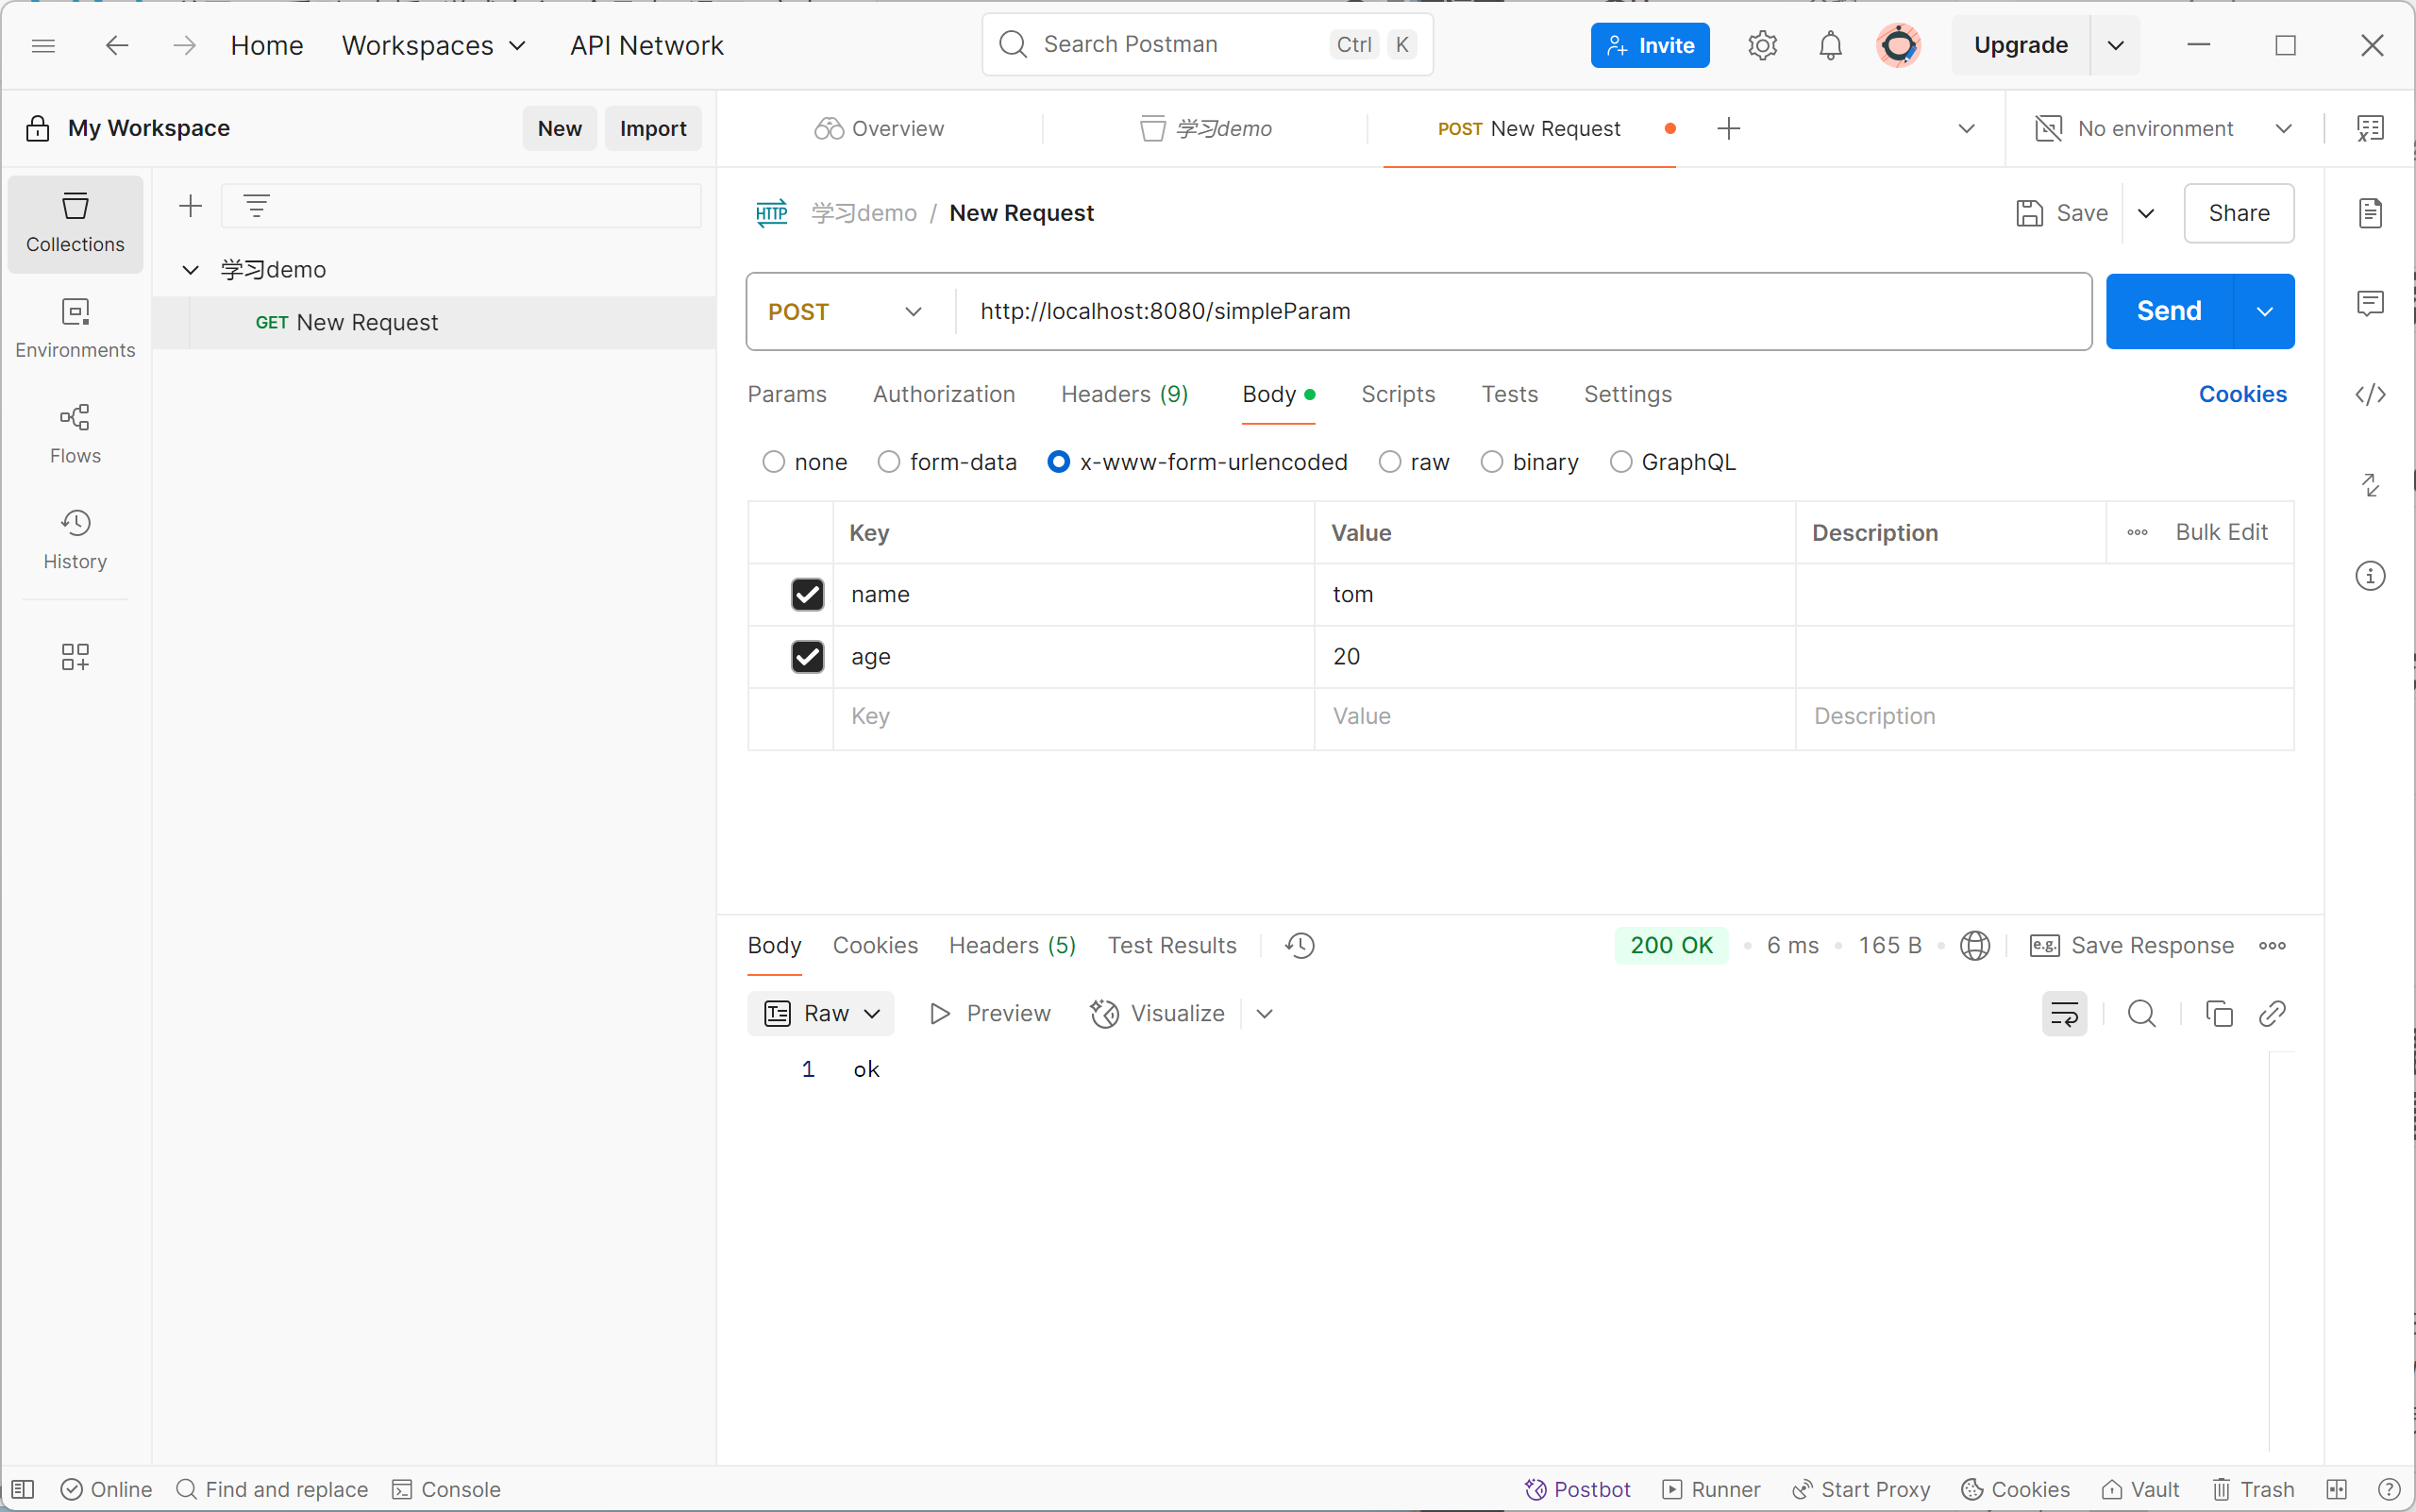 Home Workspaces API Network Search Postman Ctrl K Invite Upgrade
My Workspace New Import Overview 学习demo POST New Request No environment
Collections
Environments
Flows
History
学习demo
GET New Request
HTTP 学习demo / New Request Save Share
POST http://localhost:8080/simpleParam Send
Params Authorization Headers (9) Body Scripts Tests Settings Cookies
none form-data x-www-form-urlencoded raw binary GraphQL
Key Value Description Bulk Edit
name tom
age 20
Key Value Description
Body Cookies Headers (5) Test Results 200 OK 6 ms 165 B e.g. Save Response
Raw Preview Visualize
1 ok
Online Find and replace Console Postbot Runner Start Proxy Cookies Vault Trash